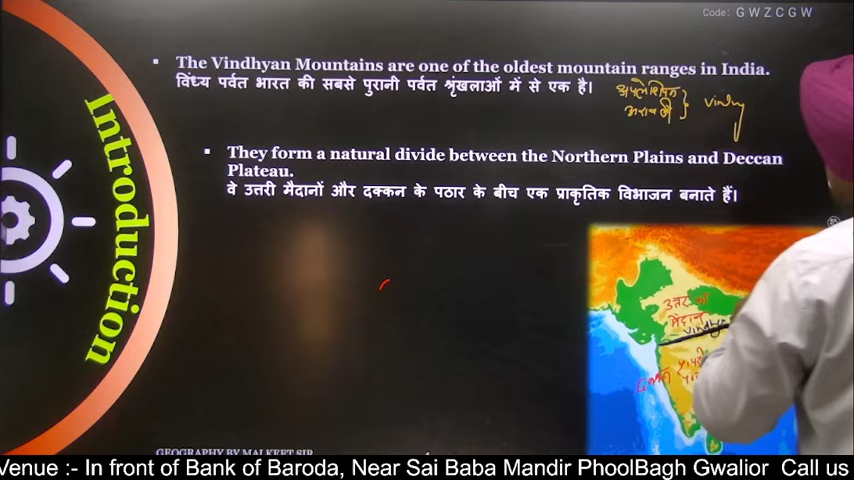 Code: G W Z C G W
The Vindhyan Mountains are one of the oldest mountain ranges in India.
विंध्य पर्वत भारत की सबसे पुरानी पर्वत श्रृंखलाओं में से एक है।
They form a natural divide between the Northern Plains and Deccan
Plateau.
वे उत्तरी मैदानों और दक्कन के पठार के बीच एक प्राकृतिक विभाजन बनाते हैं।
Introduction
उत्तर का
मैदान
GEOGRAPHY BY MALKEET SIR
Venue :- In front of Bank of Baroda, Near Sai Baba Mandir PhoolBagh Gwalior Call us